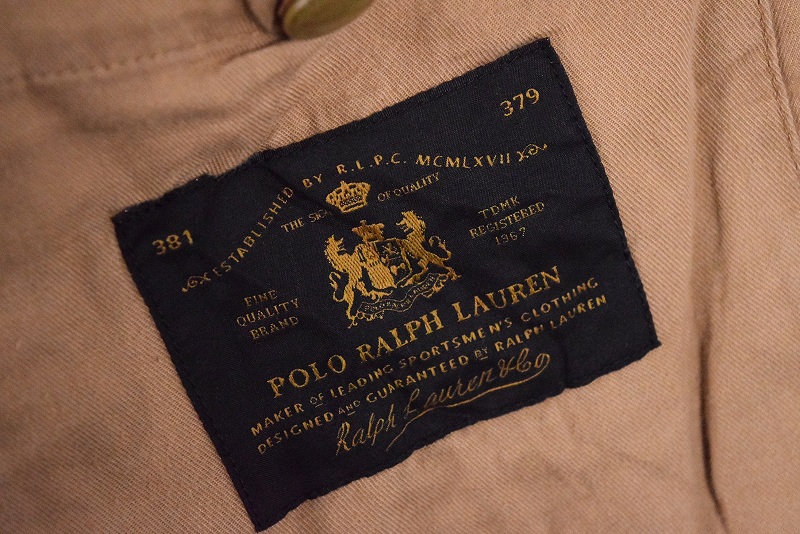 379
381
ESTABLISHED BY R.L.P.C. MCMLXVII
THE SIGN OF QUALITY
TDMK
REGISTERED
1967
FINE
QUALITY
BRAND
POLO RALPH LAUREN
MAKER OF LEADING SPORTSMEN'S CLOTHING
DESIGNED AND GUARANTEED BY RALPH LAUREN
Ralph Lauren & Co